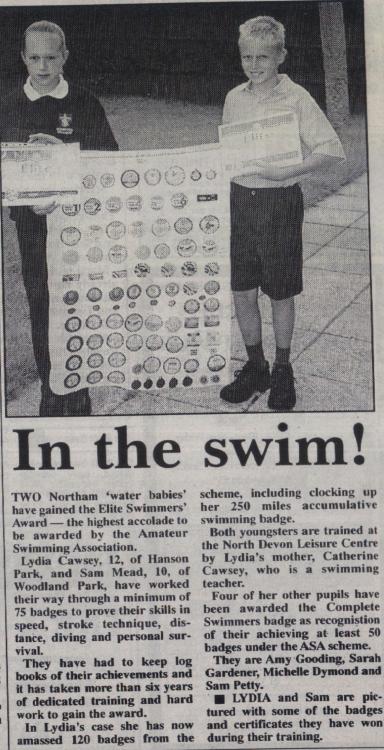 Elite
Elite
In the swim!
TWO Northam ‘water babies’
have gained the Elite Swimmers’
Award — the highest accolade to
be awarded by the Amateur
Swimming Association.
Lydia Cawsey, 12, of Hanson
Park, and Sam Mead, 10, of
Woodland Park, have worked
their way through a minimum of
75 badges to prove their skills in
speed, stroke technique, dis-
tance, diving and personal sur-
vival.
They have had to keep log
books of their achievements and
it has taken more than six years
of dedicated training and hard
work to gain the award.
In Lydia's case she has now
amassed 120 badges from the
scheme, including clocking up
her 250 miles accumulative
swimming badge.
Both youngsters are trained at
the North Devon Leisure Centre
by Lydia's mother, Catherine
Cawsey, who is a swimming
teacher.
Four of her other pupils have
been awarded the Complete
Swimmers badge as recognistion
of their achieving at least 50
badges under the ASA scheme.
They are Amy Gooding, Sarah
Gardener, Michelle Dymond and
Sam Petty.
■ LYDIA and Sam are pic-
tured with some of the badges
and certificates they have won
during their training.